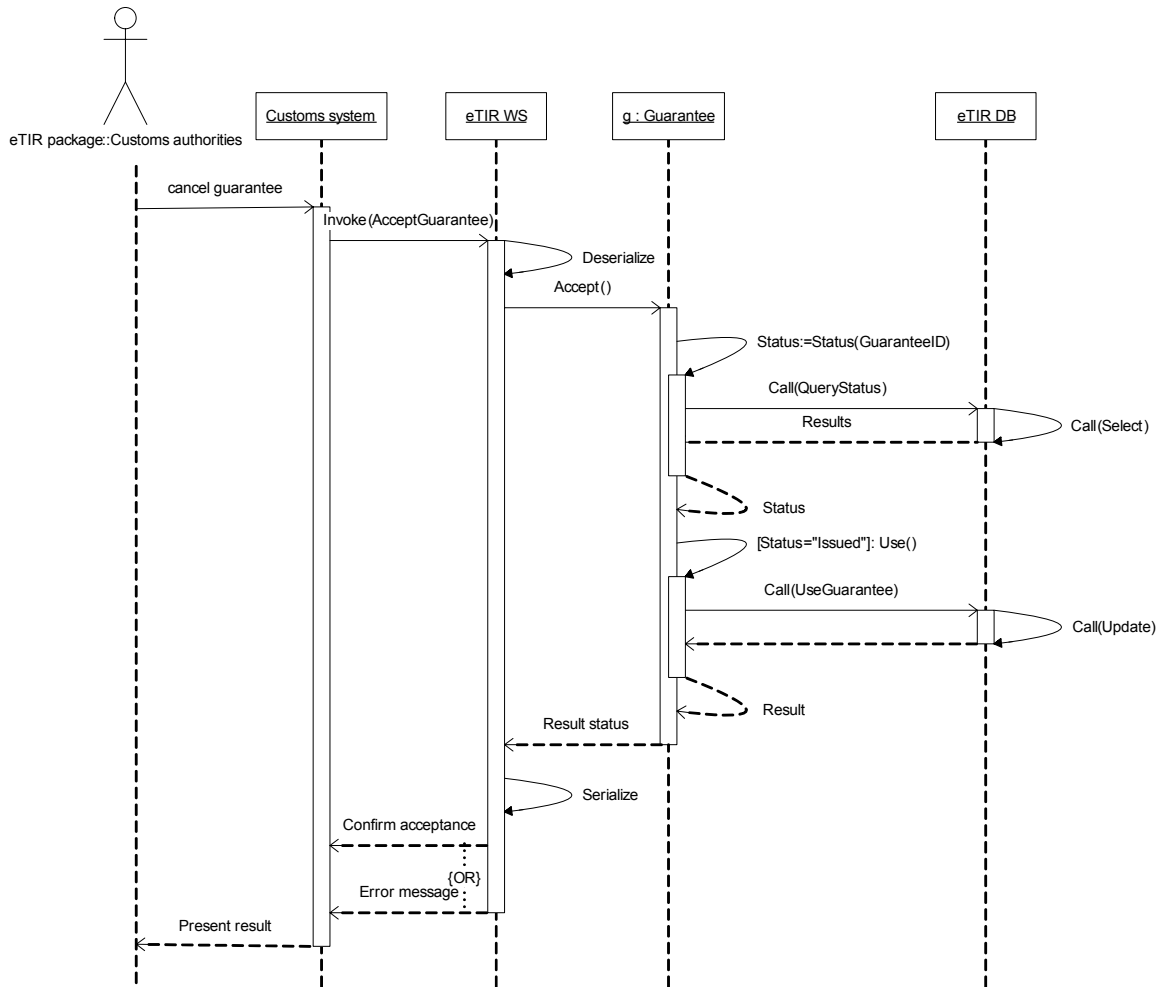 Customs system
eTIR WS
g : Guarantee
eTIR DB
eTIR package::Customs authorities
cancel guarantee
Invoke(AcceptGuarantee)
Deserialize
Accept()
Status:=Status(GuaranteeID)
Call(QueryStatus)
Results
Call(Select)
Status
[Status="Issued"]: Use()
Call(UseGuarantee)
Call(Update)
Result
Result status
Serialize
Confirm acceptance
{OR}
Error message
Present result